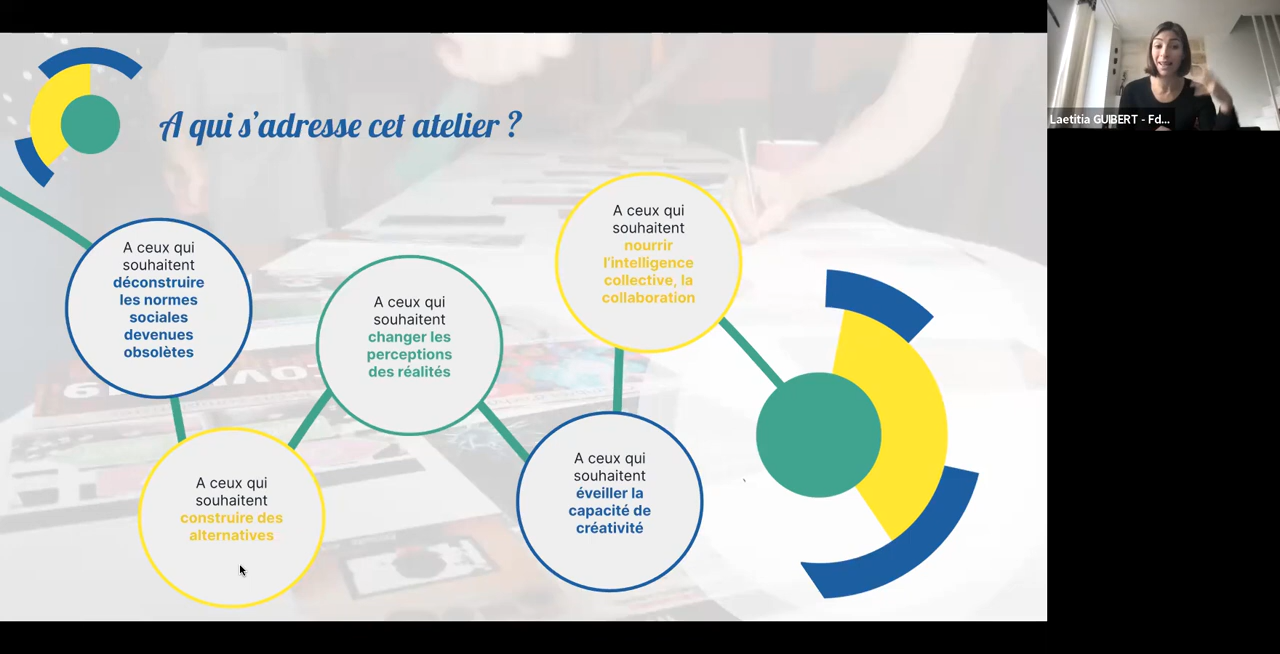 A qui s'adresse cet atelier ?
Laetitia GUIBERT - Fd...
A ceux qui
souhaitent
déconstruire
les normes
sociales
devenues
obsolètes
A ceux qui
souhaitent
construire des
alternatives
A ceux qui
souhaitent
changer les
perceptions
des réalités
A ceux qui
souhaitent
éveiller la
capacité de
créativité
A ceux qui
souhaitent
nourrir
l'intelligence
collective, la
collaboration